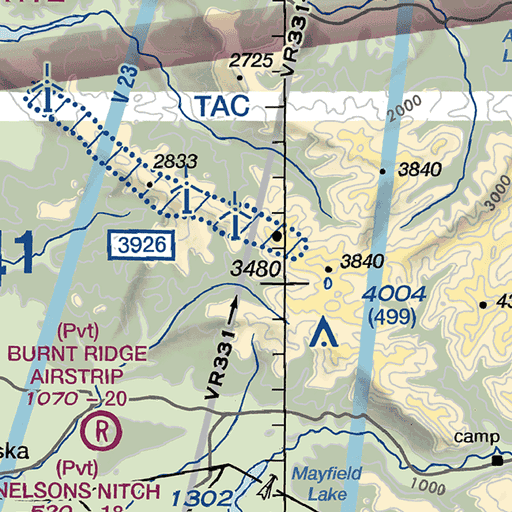 VR331
2725
V 23
TAC
2000
2833
3840
3000
41
3926
3480
3840
4004
(499)
VR331
(Pvt)
BURNT RIDGE
AIRSTRIP
1070 - 20
R
camp
(Pvt)
NELSONS NITCH
1302
Mayfield
Lake
1000